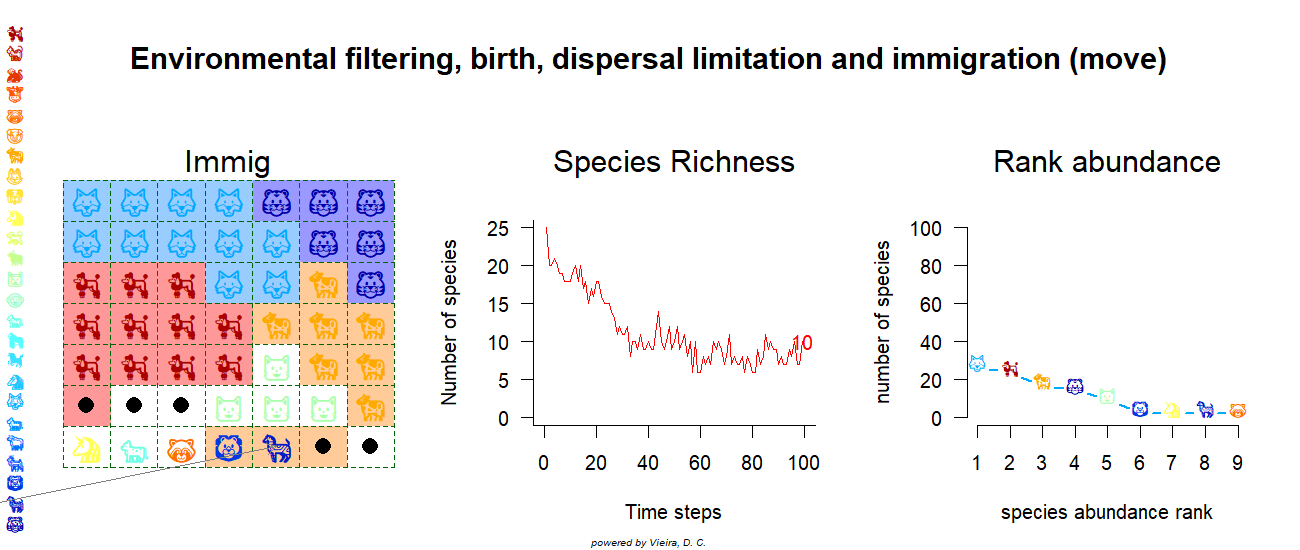 Environmental filtering, birth, dispersal limitation and immigration (move)
Immig
Species Richness
Number of species
25
20
15
10
5
0
10
0 20 40 60 80 100
Time steps
Rank abundance
number of species
100
80
60
40
20
0
1 2 3 4 5 6 7 8 9
species abundance rank
powered by Vieira, D. C.